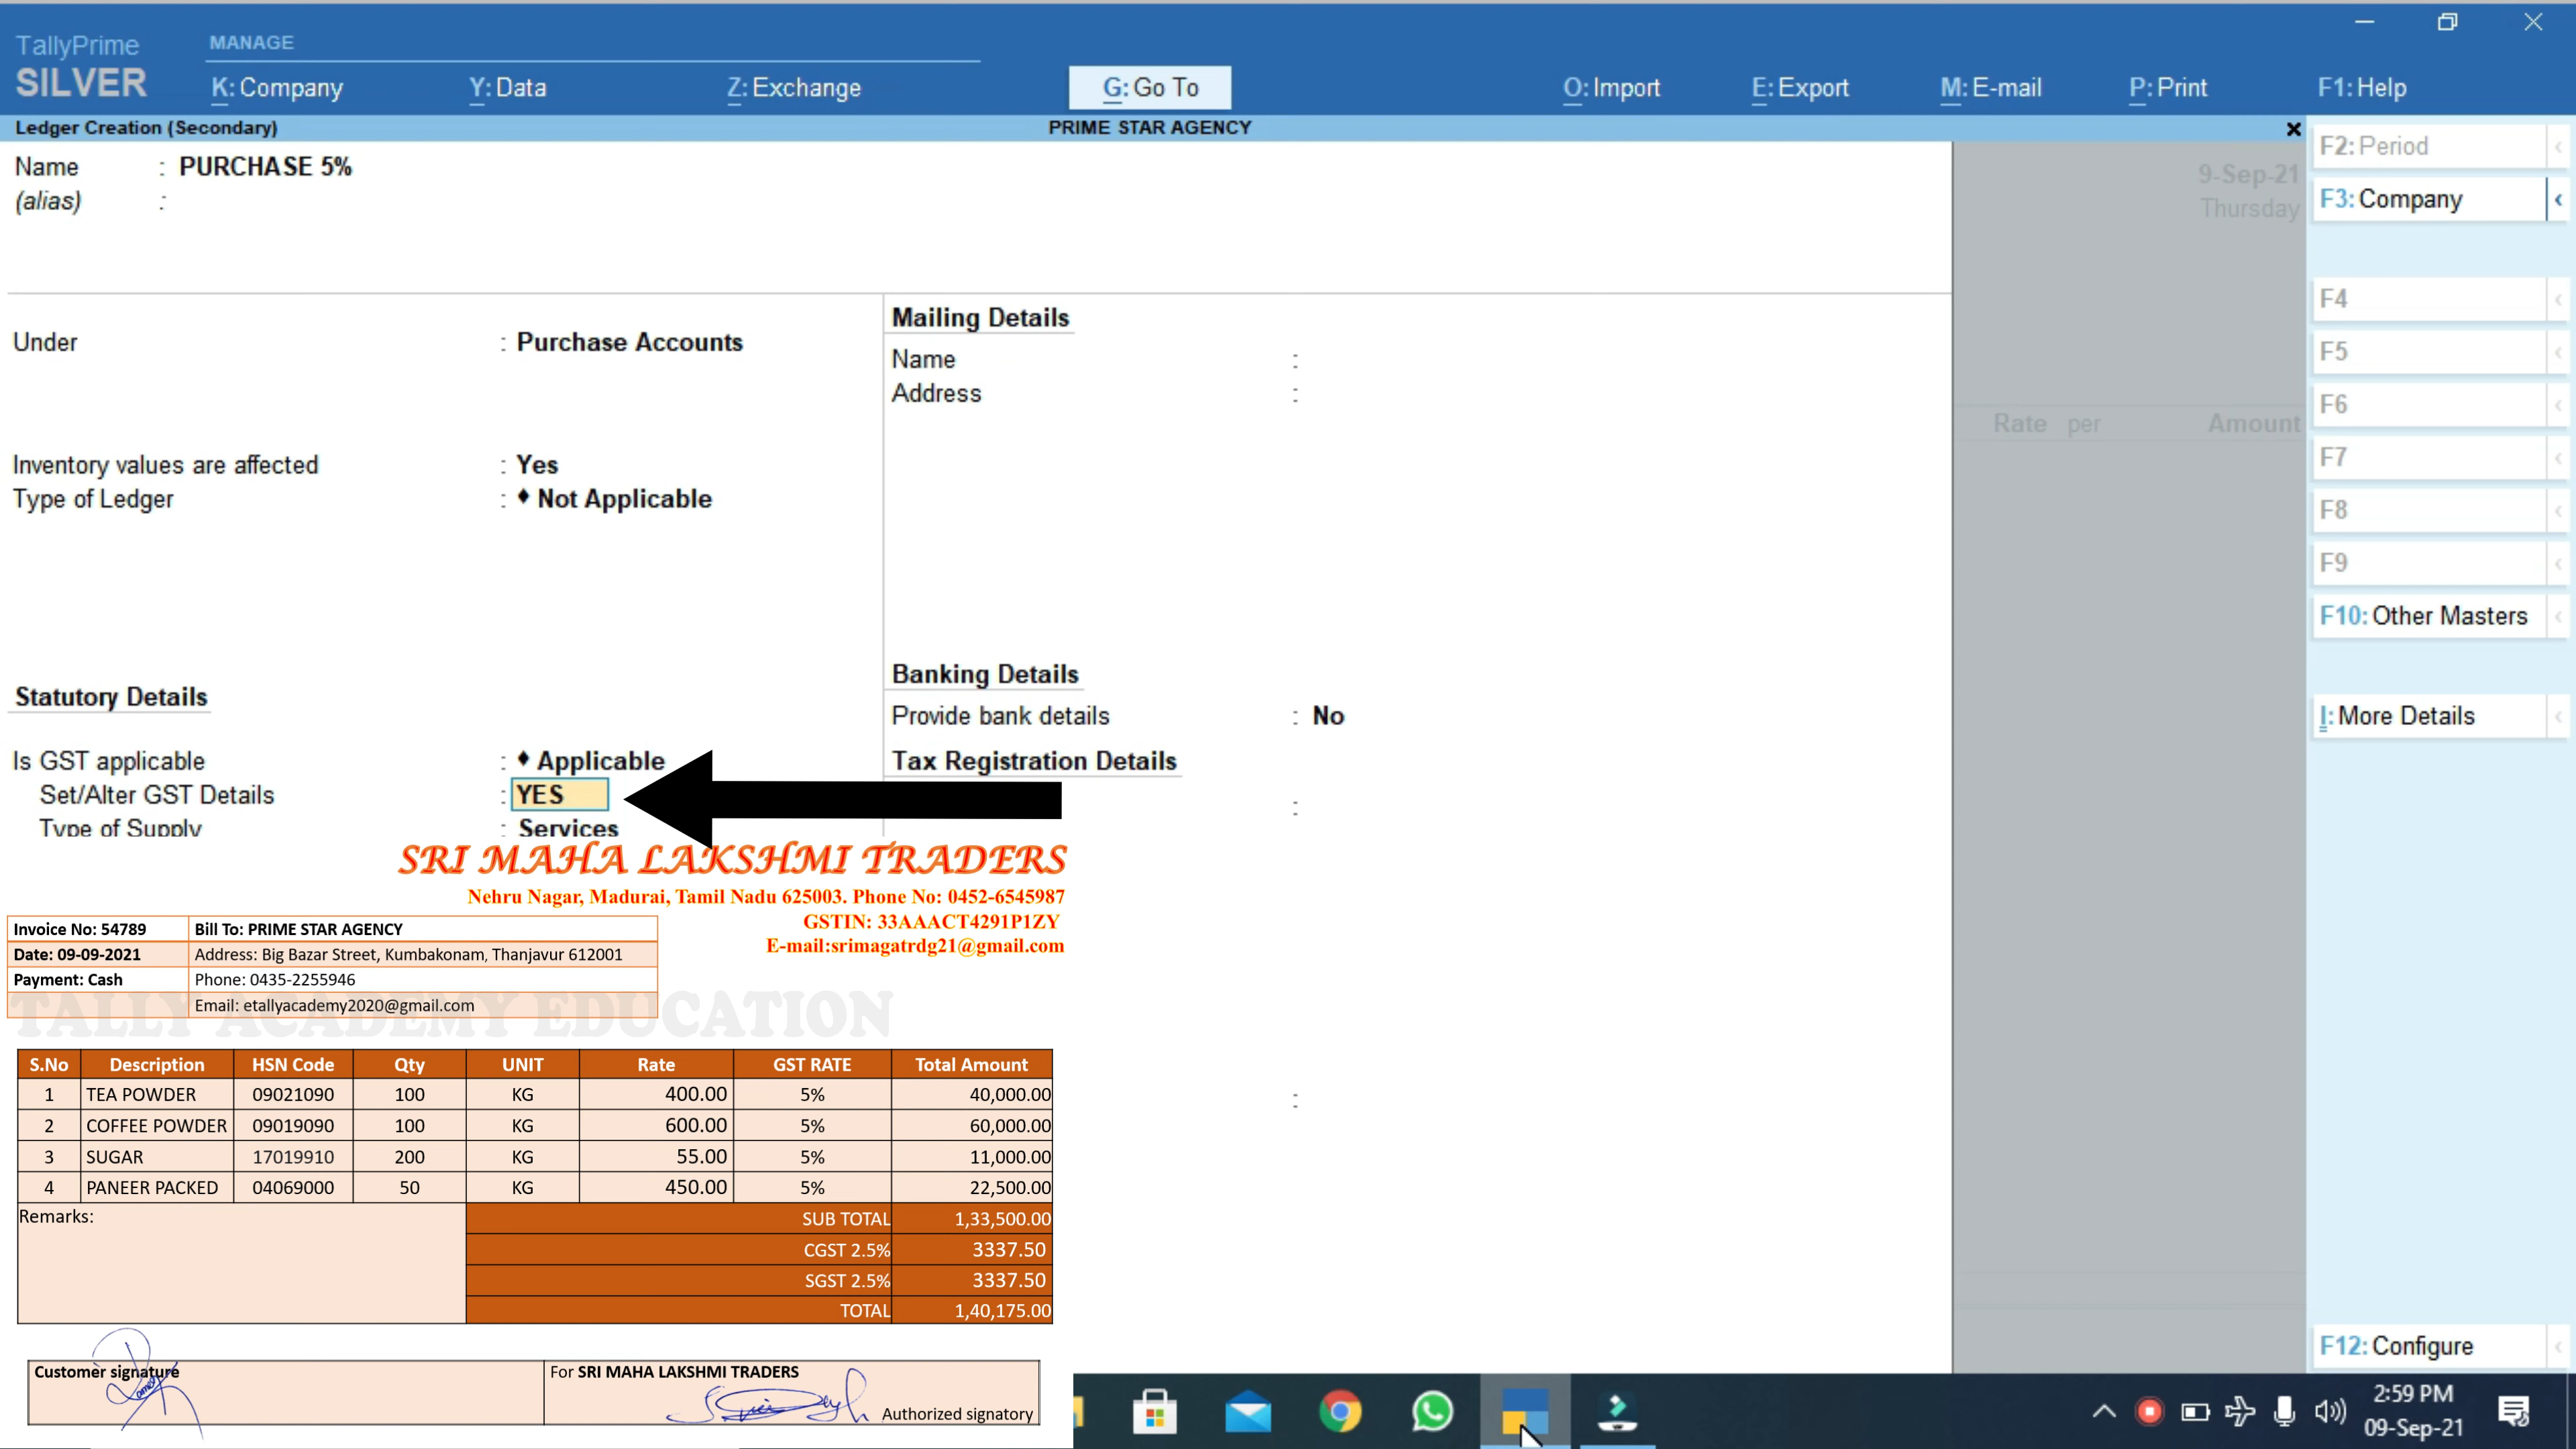 TallyPrime
MANAGE
SILVER
K: Company
Y: Data
Z: Exchange
G: Go To
O: Import
E: Export
M: E-mail
P: Print
F1: Help
Ledger Creation (Secondary)
PRIME STAR AGENCY
Name : PURCHASE 5%
(alias) :
9-Sep-21
Thursday
F2: Period
F3: Company
F4
F5
F6
F7
F8
F9
F10: Other Masters
I: More Details
F12: Configure
Under : Purchase Accounts
Inventory values are affected : Yes
Type of Ledger : ♦ Not Applicable
Statutory Details
Is GST applicable : ♦ Applicable
Set/Alter GST Details : YES
Type of Supply : Services
Mailing Details
Name :
Address :
Banking Details
Provide bank details : No
Tax Registration Details
:
:
Rate per Amount
SRI MAHA LAKSHMI TRADERS
Nehru Nagar, Madurai, Tamil Nadu 625003. Phone No: 0452-6545987
GSTIN: 33AAACT4291P1ZY
E-mail:srimagatrdg21@gmail.com
Invoice No: 54789 Bill To: PRIME STAR AGENCY
Date: 09-09-2021 Address: Big Bazar Street, Kumbakonam, Thanjavur 612001
Payment: Cash Phone: 0435-2255946
Email: etallyacademy2020@gmail.com
TALLY ACADEMY EDUCATION
S.No Description HSN Code Qty UNIT Rate GST RATE Total Amount
1 TEA POWDER 09021090 100 KG 400.00 5% 40,000.00
2 COFFEE POWDER 09019090 100 KG 600.00 5% 60,000.00
3 SUGAR 17019910 200 KG 55.00 5% 11,000.00
4 PANEER PACKED 04069000 50 KG 450.00 5% 22,500.00
Remarks:
SUB TOTAL 1,33,500.00
CGST 2.5% 3337.50
SGST 2.5% 3337.50
TOTAL 1,40,175.00
Customer signature
For SRI MAHA LAKSHMI TRADERS
Authorized signatory
2:59 PM
09-Sep-21